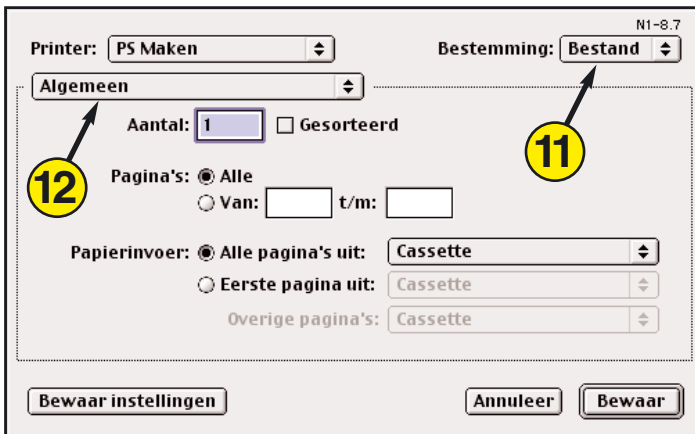 N1-8.7
Printer: PS Maken Bestemming: Bestand
Algemeen
Aantal: 1 Gesorteerd
11
12
Pagina's: Alle
Van: t/m:
Papierinvoer: Alle pagina's uit: Cassette
Eerste pagina uit: Cassette
Overige pagina's: Cassette
Bewaar instellingen Annuleer Bewaar